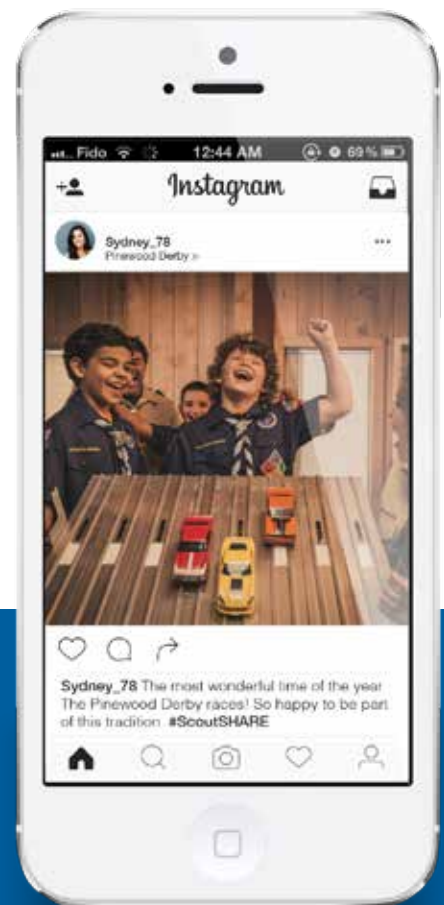 Fido 12:44 AM 69%
Instagram
Sydney_78
Pinewood Derby >
Sydney_78 The most wonderful time of the year
The Pinewood Derby races! So happy to be part
of this tradition. #ScoutSHARE